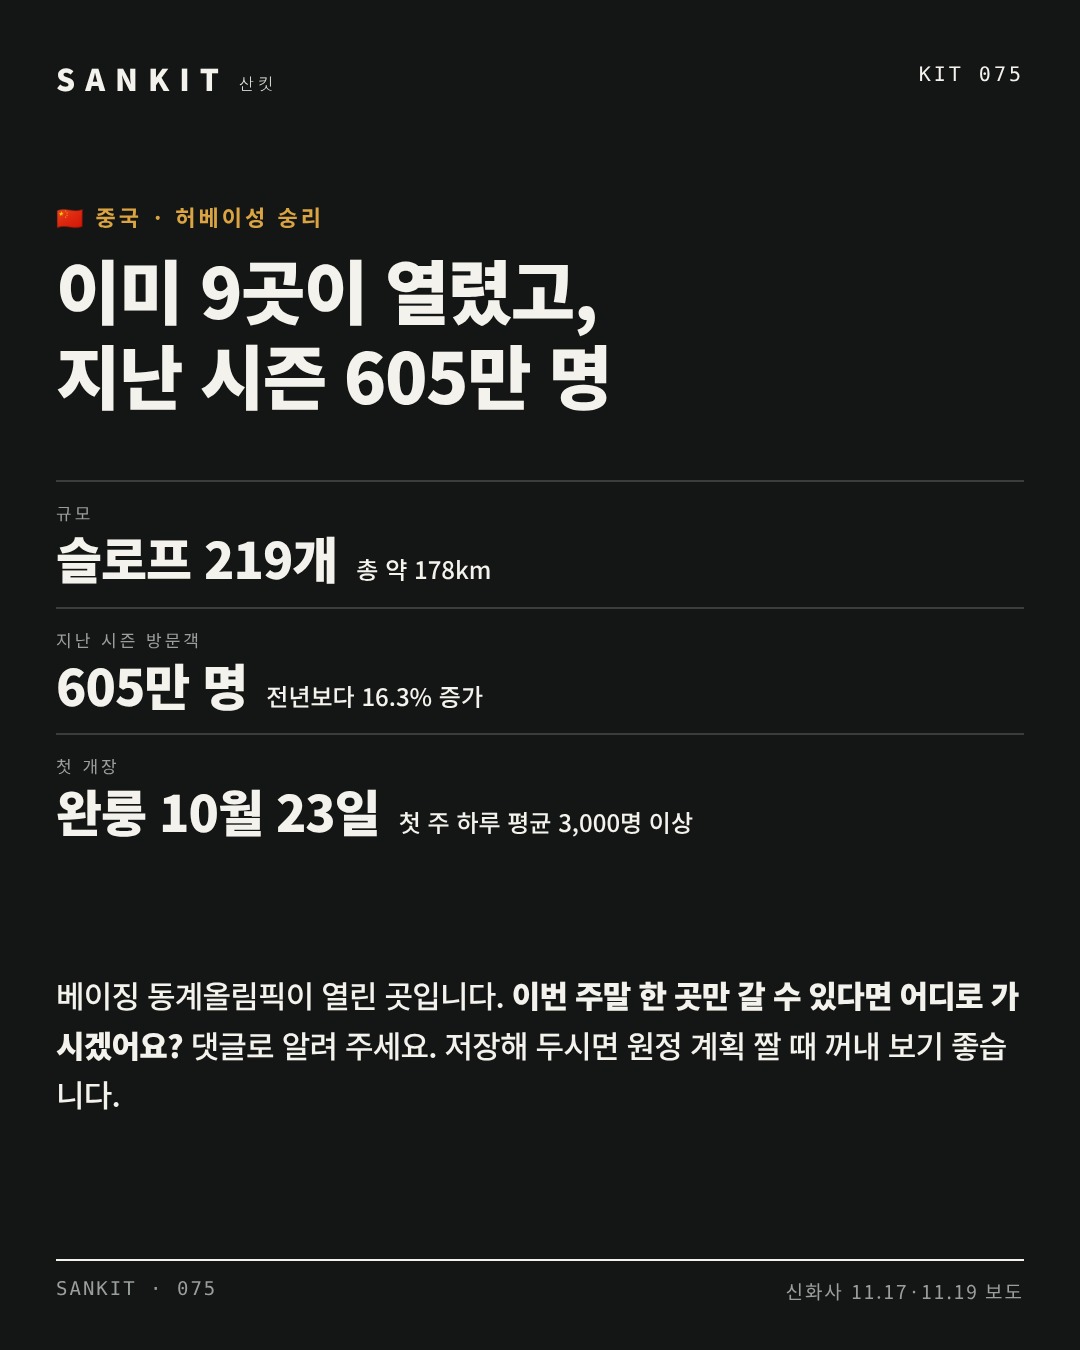 SANKIT 산킷
KIT 075
🇨🇳 중국 · 허베이성 숭리
이미 9곳이 열렸고,
지난 시즌 605만 명
규모
슬로프 219개 총 약 178km
지난 시즌 방문객
605만 명 전년보다 16.3% 증가
첫 개장
완룽 10월 23일 첫 주 하루 평균 3,000명 이상
베이징 동계올림픽이 열린 곳입니다. 이번 주말 한 곳만 갈 수 있다면 어디로 가
시겠어요? 댓글로 알려 주세요. 저장해 두시면 원정 계획 짤 때 꺼내 보기 좋습
니다.
SANKIT · 075
신화사 11.17·11.19 보도